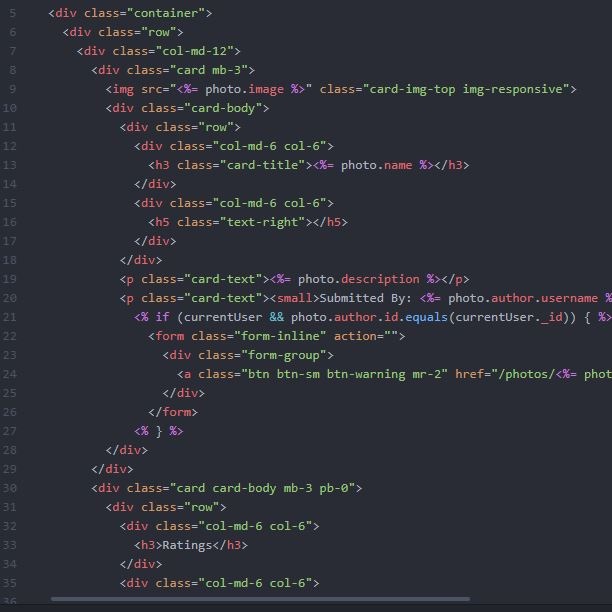 5 <div class="container">
6 <div class="row">
7 <div class="col-md-12">
8 <div class="card mb-3">
9 <img src="<%= photo.image %>" class="card-img-top img-responsive">
10 <div class="card-body">
11 <div class="row">
12 <div class="col-md-6 col-6">
13 <h3 class="card-title"><%= photo.name %></h3>
14 </div>
15 <div class="col-md-6 col-6">
16 <h5 class="text-right"></h5>
17 </div>
18 </div>
19 <p class="card-text"><%= photo.description %></p>
20 <p class="card-text"><small>Submitted By: <%= photo.author.username %
21 <% if (currentUser && photo.author.id.equals(currentUser._id)) { %>
22 <form class="form-inline" action="">
23 <div class="form-group">
24 <a class="btn btn-sm btn-warning mr-2" href="/photos/<%= phot
25 </div>
26 </form>
27 <% } %>
28 </div>
29 </div>
30 <div class="card card-body mb-3 pb-0">
31 <div class="row">
32 <div class="col-md-6 col-6">
33 <h3>Ratings</h3>
34 </div>
35 <div class="col-md-6 col-6">
36